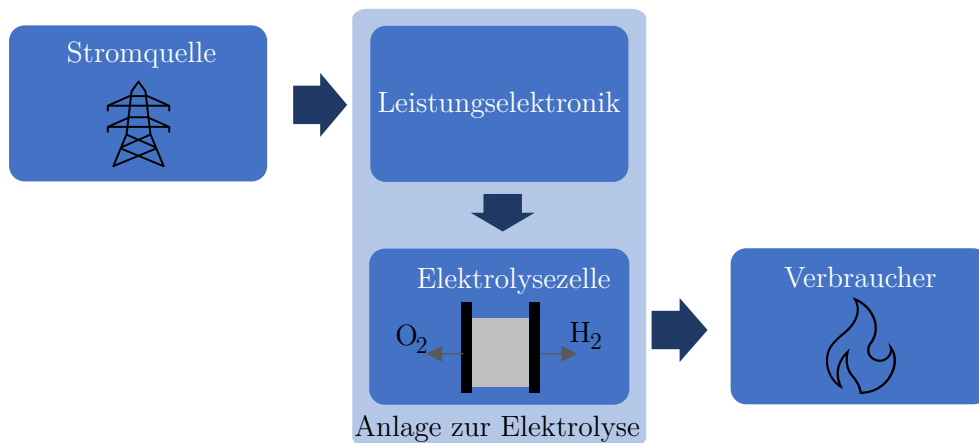 Stromquelle
Leistungselektronik
Elektrolysezelle
O₂
H₂
Anlage zur Elektrolyse
Verbraucher